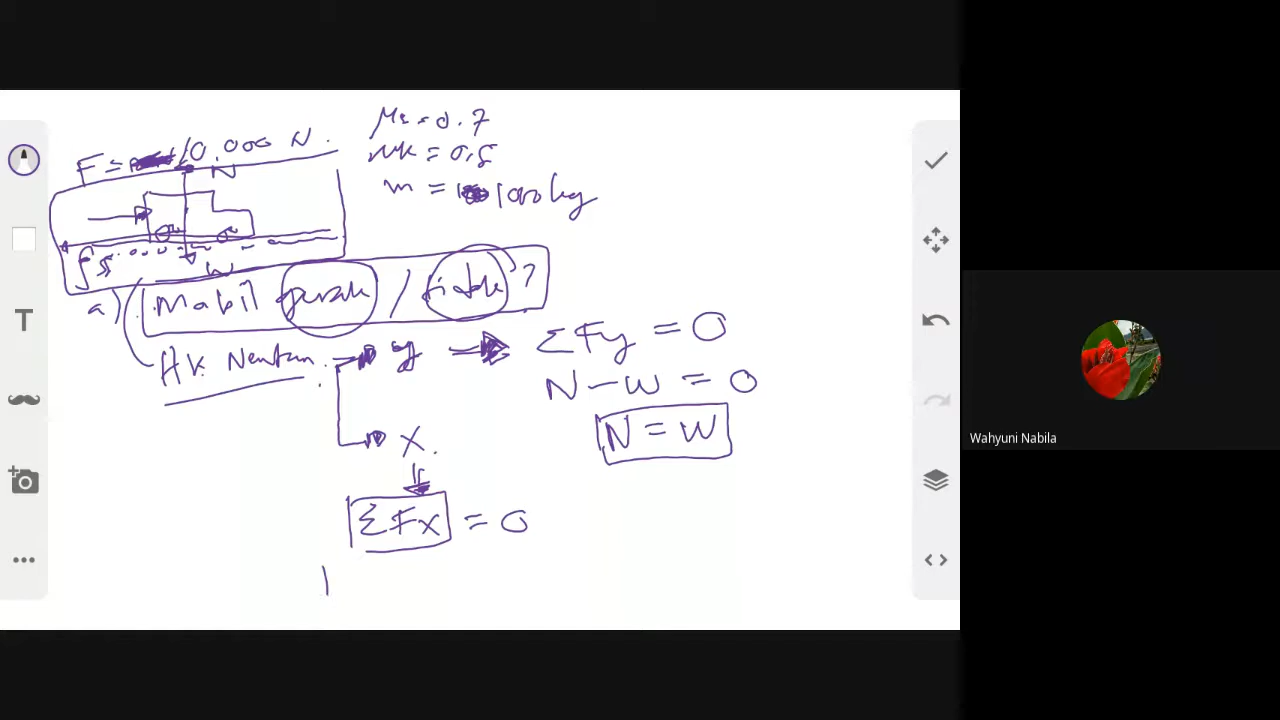 F = 10.000 N.
μs = 0.7
μk = 0.5
m = 1000 kg
N
fs
W
a) Mobil gerak / tidak ?
Hk. Newton. y ΣFy = 0
N - W = 0
N = W
X.
ΣFx = 0
T
Wahyuni Nabila